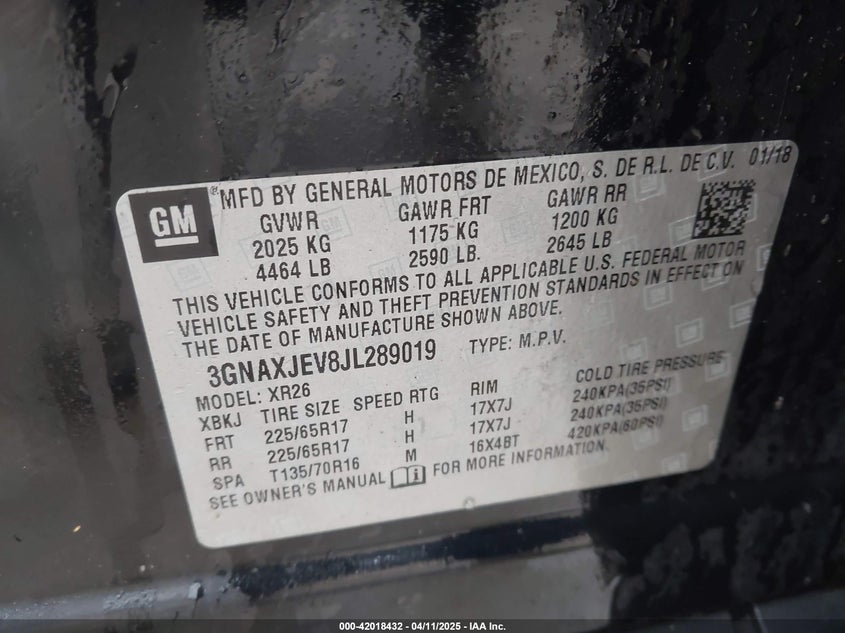 GM
® MFD BY GENERAL MOTORS DE MEXICO, S. DE R.L. DE C.V. 01/18
GVWR GAWR FRT GAWR RR
2025 KG 1175 KG 1200 KG
4464 LB 2590 LB. 2645 LB
THIS VEHICLE CONFORMS TO ALL APPLICABLE U.S. FEDERAL MOTOR
VEHICLE SAFETY AND THEFT PREVENTION STANDARDS IN EFFECT ON
THE DATE OF MANUFACTURE SHOWN ABOVE.
3GNAXJEV8JL289019 TYPE: M.P.V.
MODEL: XR26
XBKJ TIRE SIZE SPEED RTG RIM COLD TIRE PRESSURE
FRT 225/65R17 H 17X7J 240KPA(35PSI)
RR 225/65R17 H 17X7J 240KPA(35PSI)
SPA T135/70R16 M 16X4BT 420KPA(60PSI)
SEE OWNER'S MANUAL FOR MORE INFORMATION.
000-42018432 - 04/11/2025 - IAA Inc.